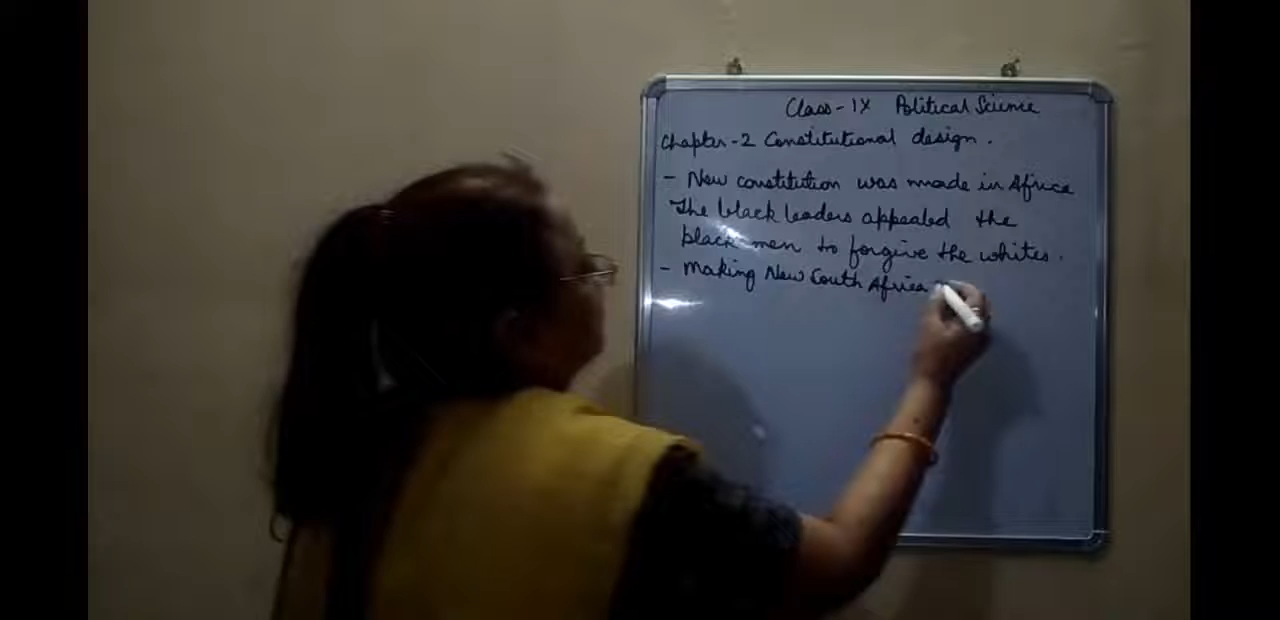 Class - IX Political Science
Chapter - 2 Constitutional design.
- New constitution was made in Africa
The black leaders appealed the
black men to forgive the whites.
- Making New South Africa